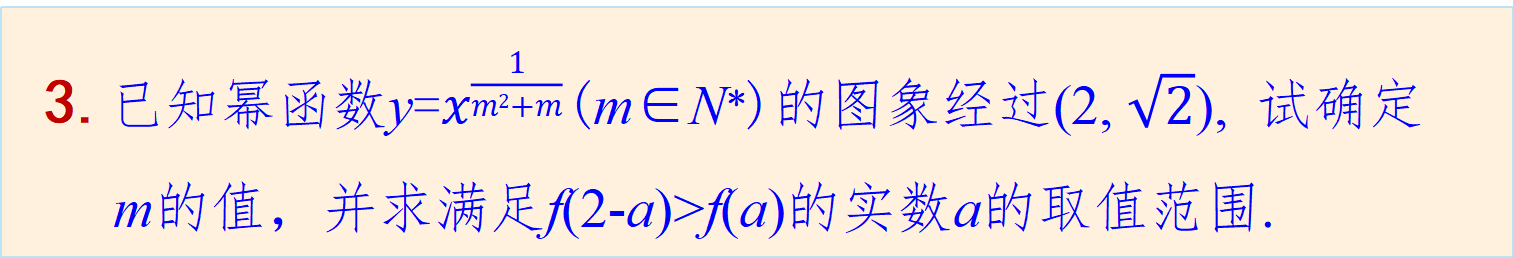 3. 已知幂函数y=x^{\frac{1}{m²+m}}(m∈N*)的图象经过(2, √2), 试确定
m的值，并求满足f(2-a)>f(a)的实数a的取值范围.